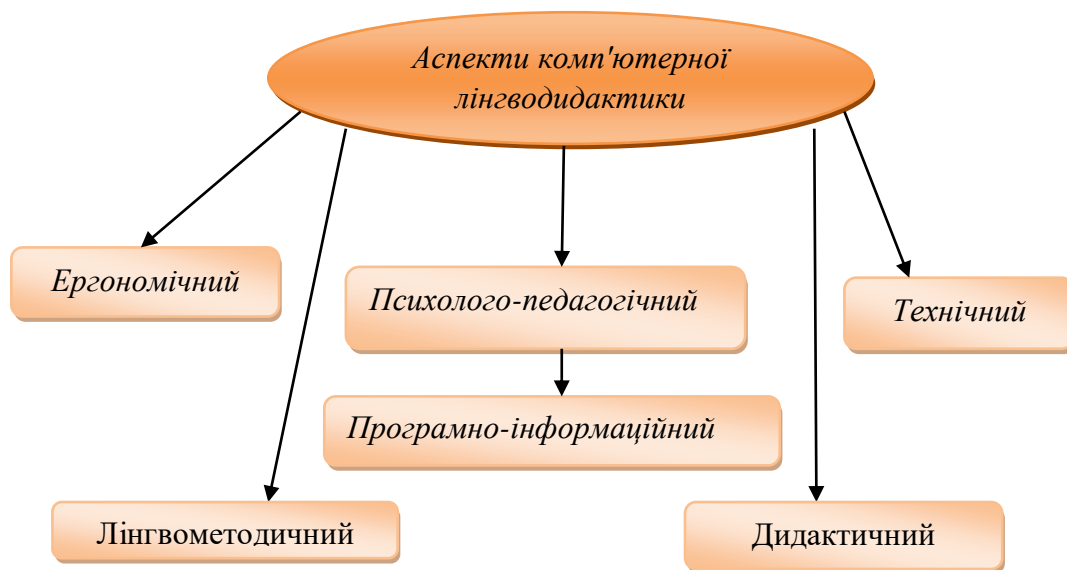 Аспекти комп'ютерної
лінгводидактики
Ергономічний
Психолого-педагогічний
Технічний
Програмно-інформаційний
Лінгвометодичний
Дидактичний